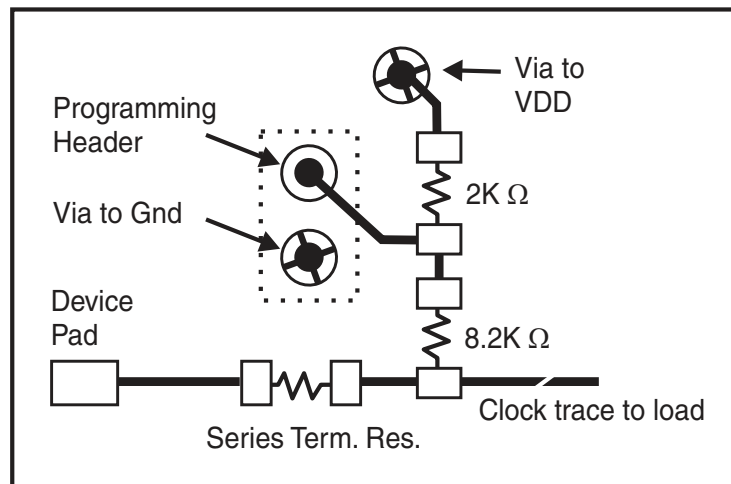 Via to
VDD
Programming
Header
2K Ω
Via to Gnd
Device
Pad
8.2K Ω
Clock trace to load
Series Term. Res.